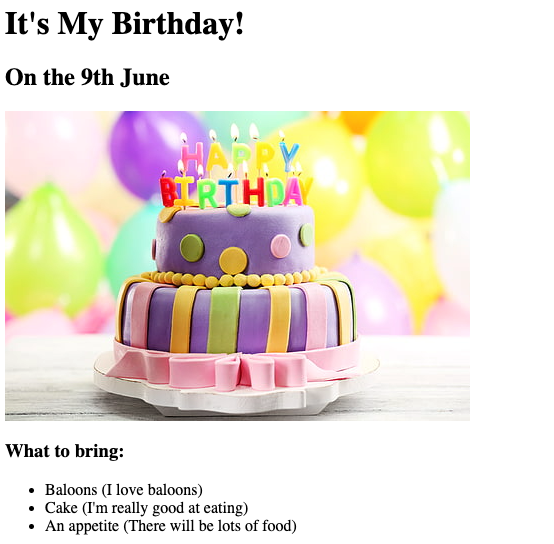 It's My Birthday!
On the 9th June
HAPPY
BIRTHDAY
What to bring:
Baloons (I love baloons)
Cake (I'm really good at eating)
An appetite (There will be lots of food)